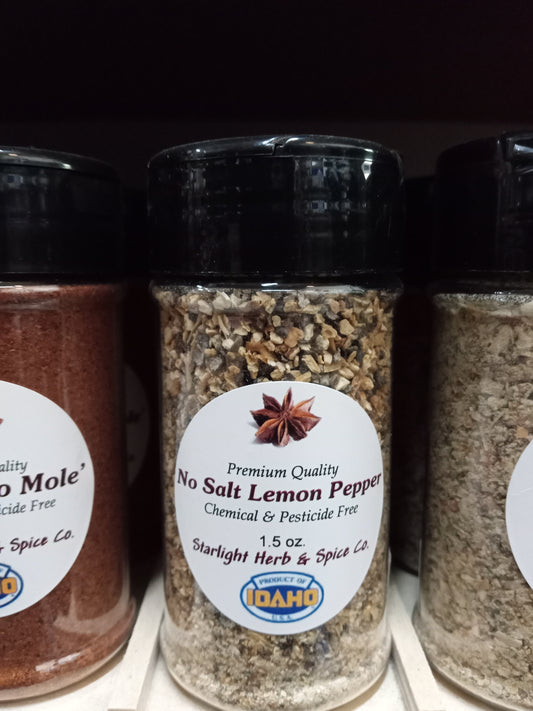 Premium Quality
No Salt Lemon Pepper
Chemical & Pesticide Free
1.5 oz.
Starlight Herb & Spice Co.
PRODUCT OF
IDAHO
U.S.A.
Mole'
Free
& Spice Co.